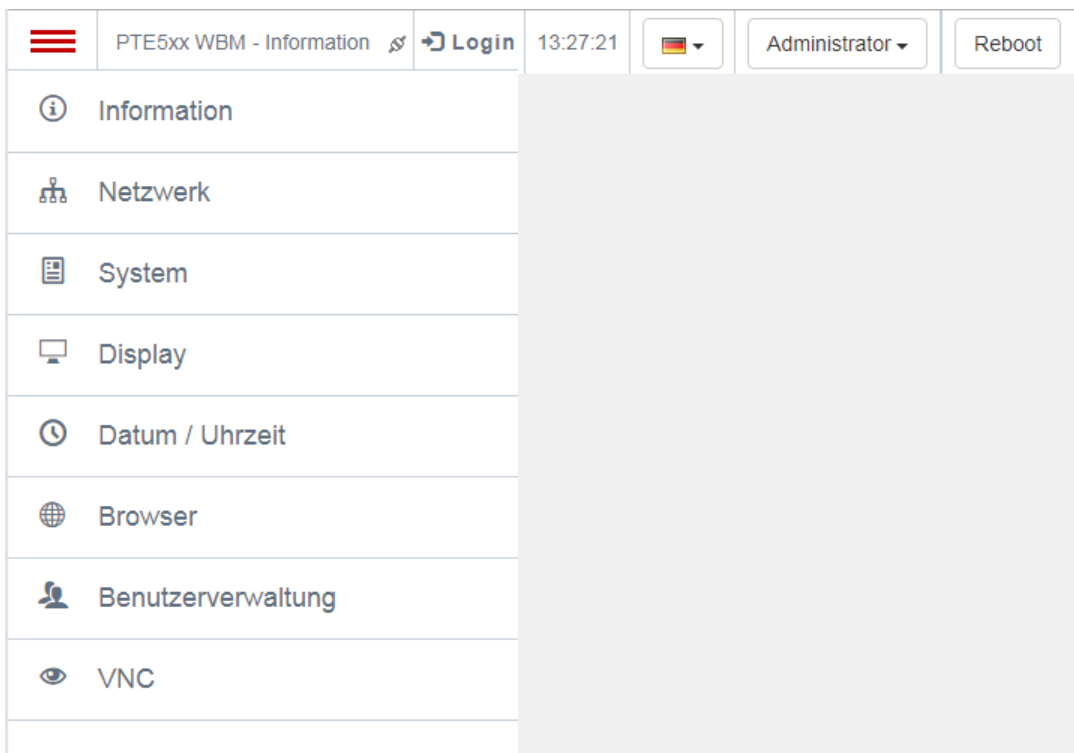 PTE5xx WBM - Information Login 13:27:21 Administrator Reboot
Information
Netzwerk
System
Display
Datum / Uhrzeit
Browser
Benutzerverwaltung
VNC